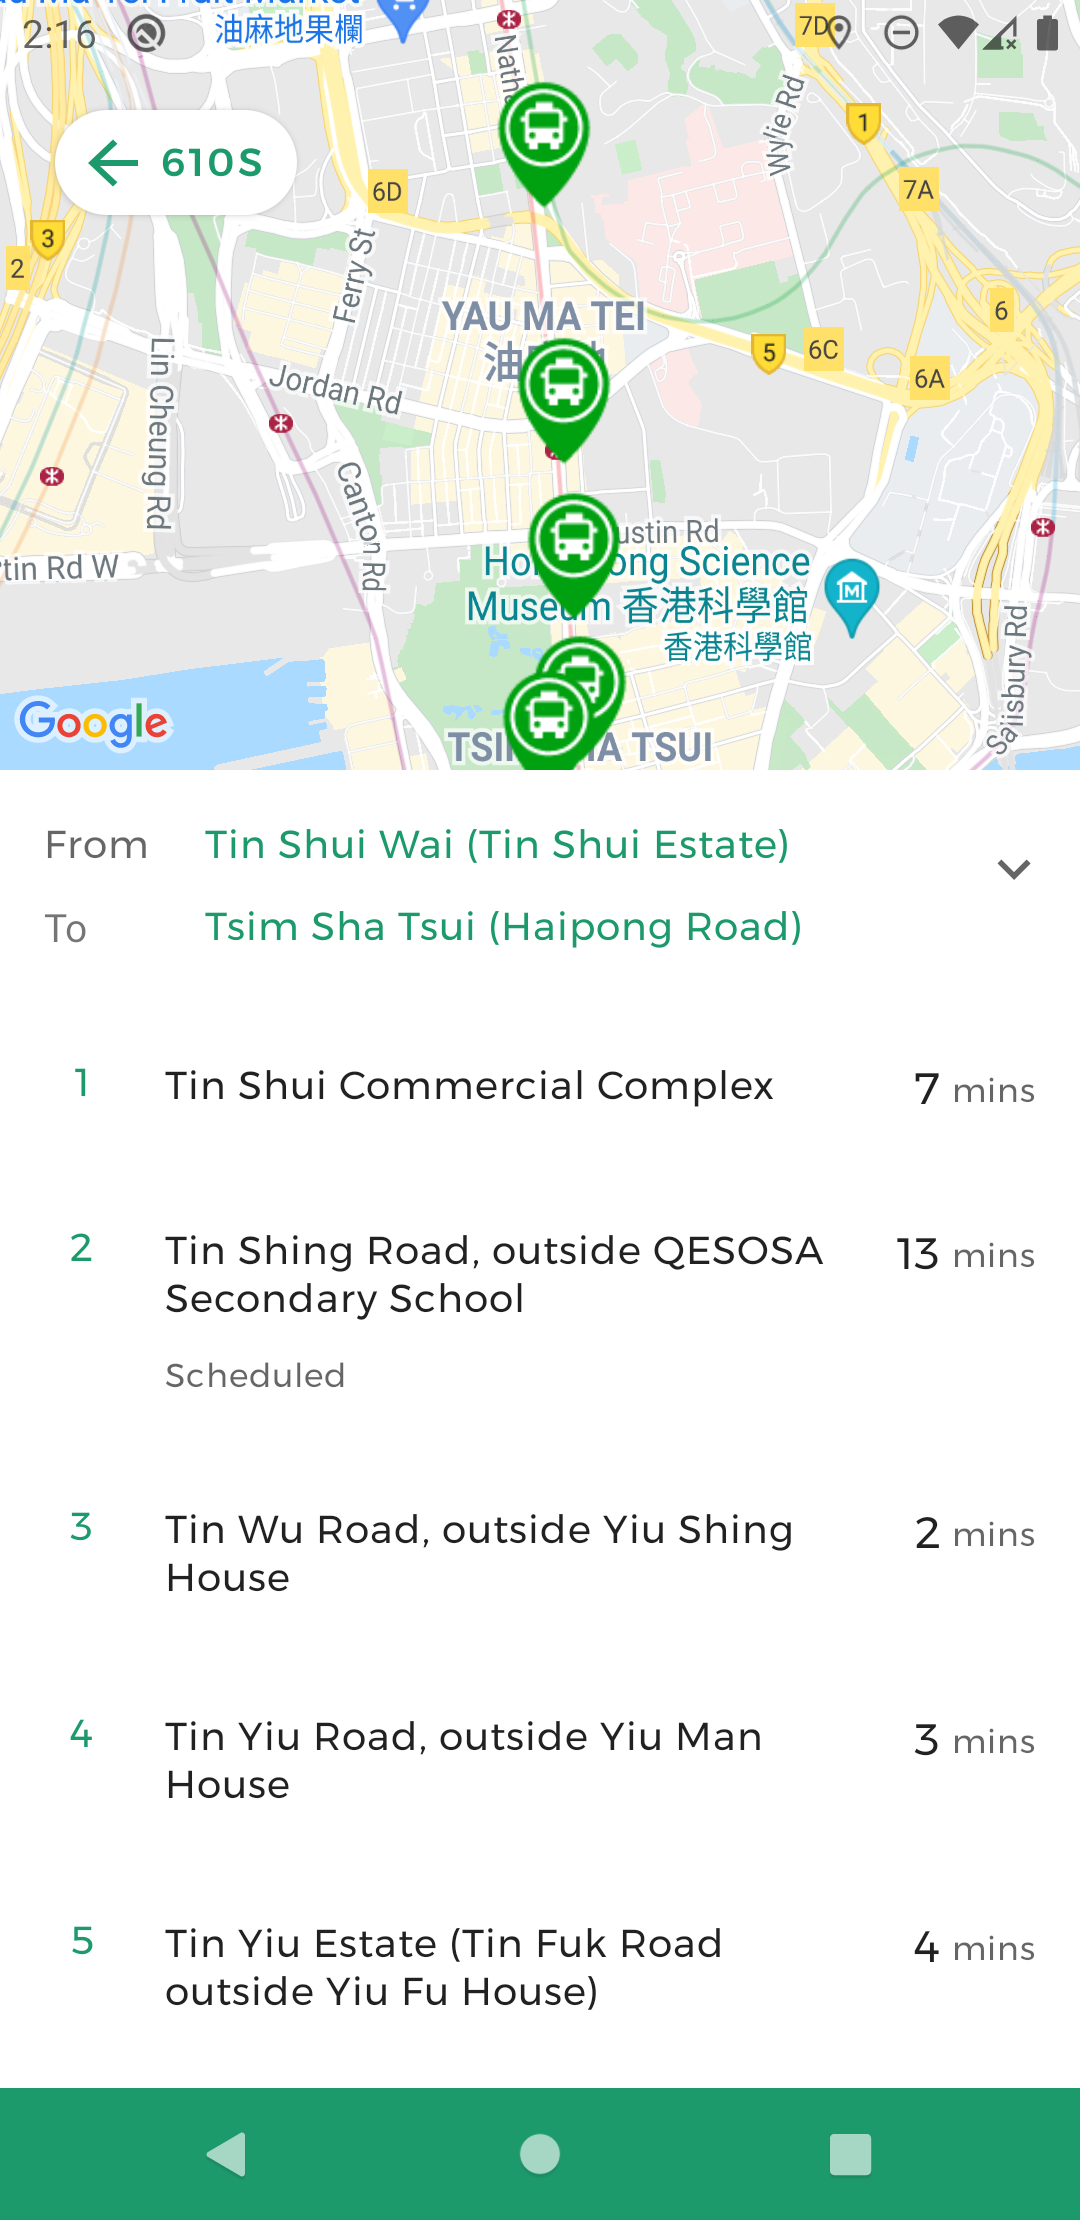 油麻地果欄
2:16
7D
Nath
Wylie Rd
1
610S
6D
7A
3
2
Ferry St
YAU MA TEI
6
Lin Cheung Rd
Jordan Rd
5
6C
6A
Canton Rd
ustin Rd
tin Rd W
Science
Museum 香港科學館
香港科學館
Salisbury Rd
Google
TSUI
From Tin Shui Wai (Tin Shui Estate)
To Tsim Sha Tsui (Haipong Road)
1 Tin Shui Commercial Complex 7 mins
2 Tin Shing Road, outside QESOSA 13 mins
Secondary School
Scheduled
3 Tin Wu Road, outside Yiu Shing 2 mins
House
4 Tin Yiu Road, outside Yiu Man 3 mins
House
5 Tin Yiu Estate (Tin Fuk Road 4 mins
outside Yiu Fu House)